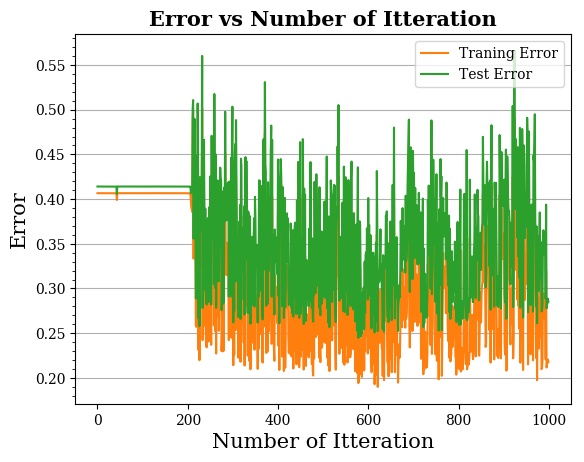 Error vs Number of Itteration
Traning Error
Test Error
Error
0.55
0.50
0.45
0.40
0.35
0.30
0.25
0.20
0 200 400 600 800 1000
Number of Itteration